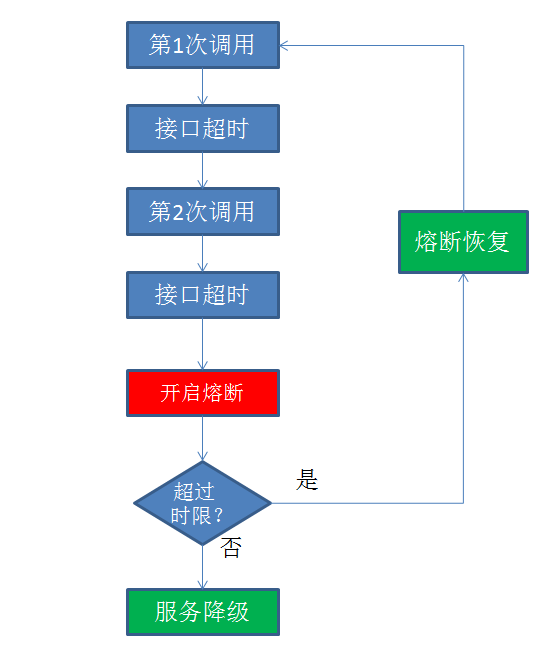 第1次调用
接口超时
第2次调用
熔断恢复
接口超时
开启熔断
是
超过
时限?
否
服务降级